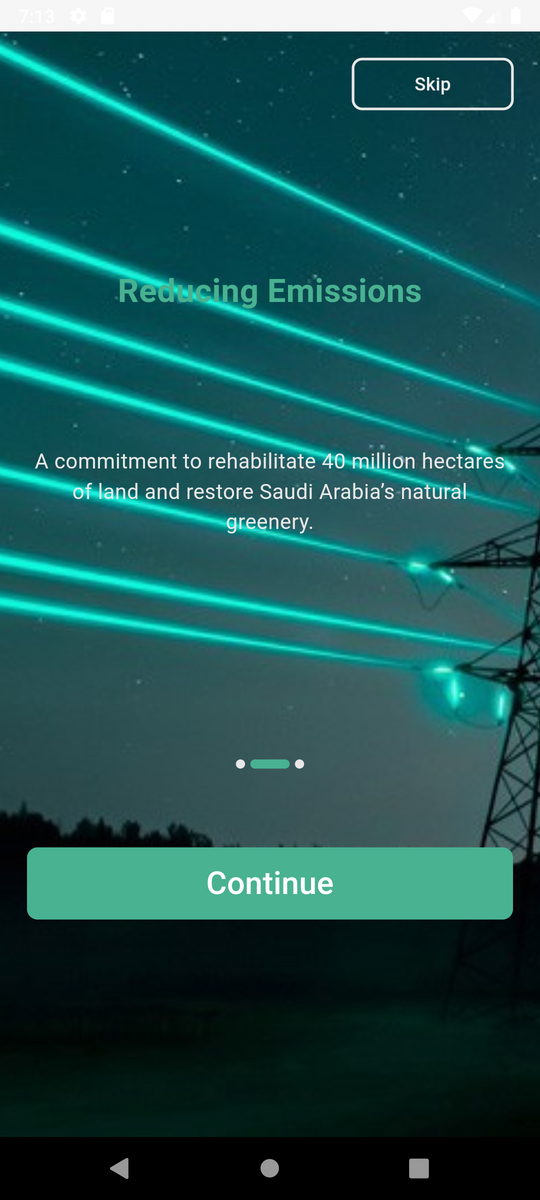 7:13
Skip
Reducing Emissions
A commitment to rehabilitate 40 million hectares
of land and restore Saudi Arabia’s natural
greenery.
Continue